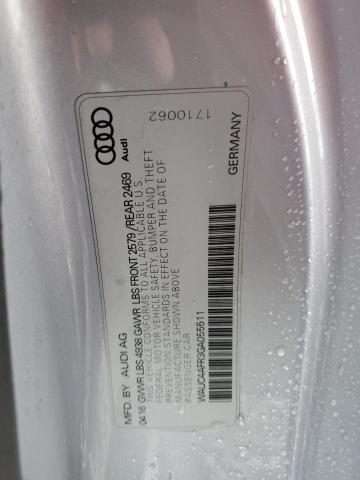 MFD. BY AUDI AG
04.16 GVWR LBS 4938 GAWR LBS FRONT 2579 /REAR 2469
THIS VEHICLE CONFORMS TO ALL APPLICABLE U.S.
FEDERAL MOTOR VEHICLE SAFETY, BUMPER AND THEFT
PREVENTION STANDARDS IN EFFECT ON THE DATE OF
MANUFACTURE SHOWN ABOVE
PASSENGER CAR
WAUC4AFR3GA055511
GERMANY
Audi
1710062